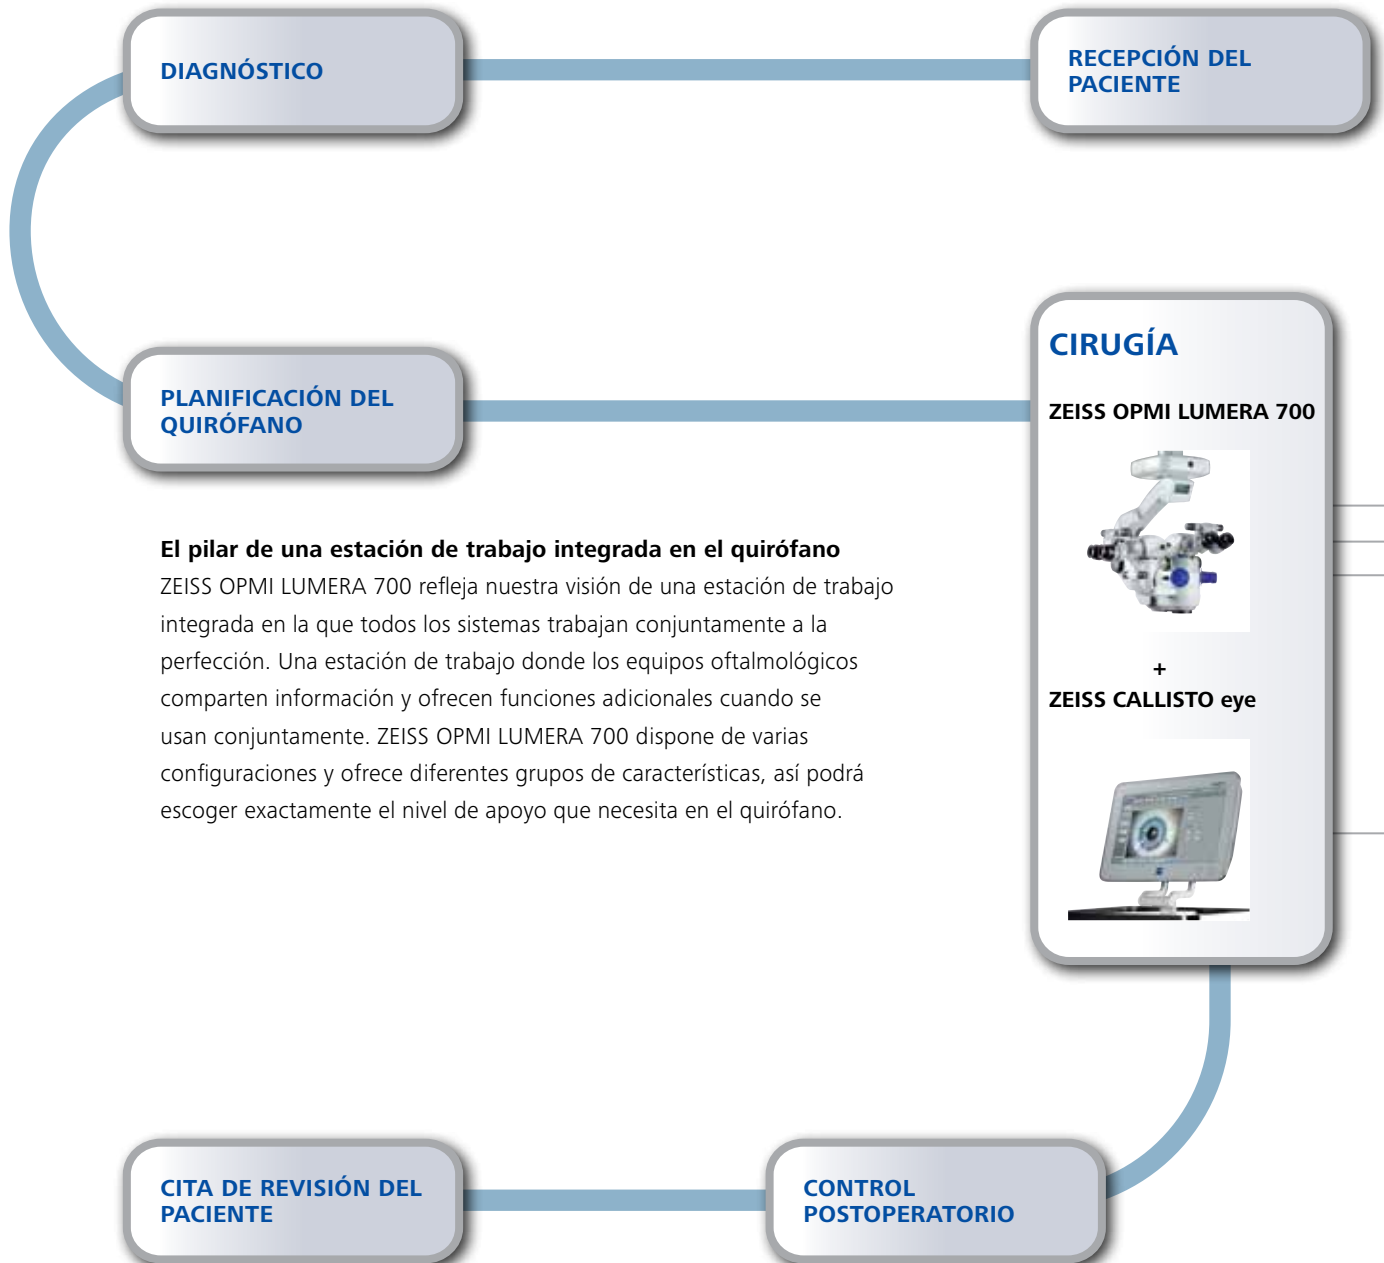 DIAGNÓSTICO
RECEPCIÓN DEL
PACIENTE
PLANIFICACIÓN DEL
QUIRÓFANO
El pilar de una estación de trabajo integrada en el quirófano
ZEISS OPMI LUMERA 700 refleja nuestra visión de una estación de trabajo
integrada en la que todos los sistemas trabajan conjuntamente a la
perfección. Una estación de trabajo donde los equipos oftalmológicos
comparten información y ofrecen funciones adicionales cuando se
usan conjuntamente. ZEISS OPMI LUMERA 700 dispone de varias
configuraciones y ofrece diferentes grupos de características, así podrá
escoger exactamente el nivel de apoyo que necesita en el quirófano.
CIRUGÍA
ZEISS OPMI LUMERA 700
+
ZEISS CALLISTO eye
CITA DE REVISIÓN DEL
PACIENTE
CONTROL
POSTOPERATORIO